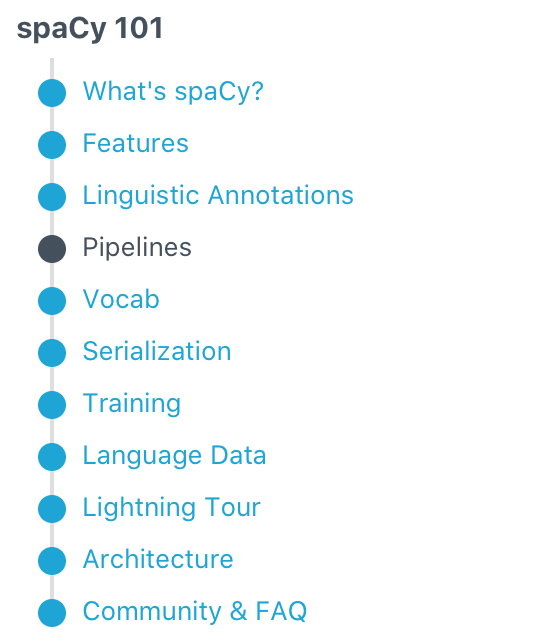 spaCy 101
What's spaCy?
Features
Linguistic Annotations
Pipelines
Vocab
Serialization
Training
Language Data
Lightning Tour
Architecture
Community & FAQ